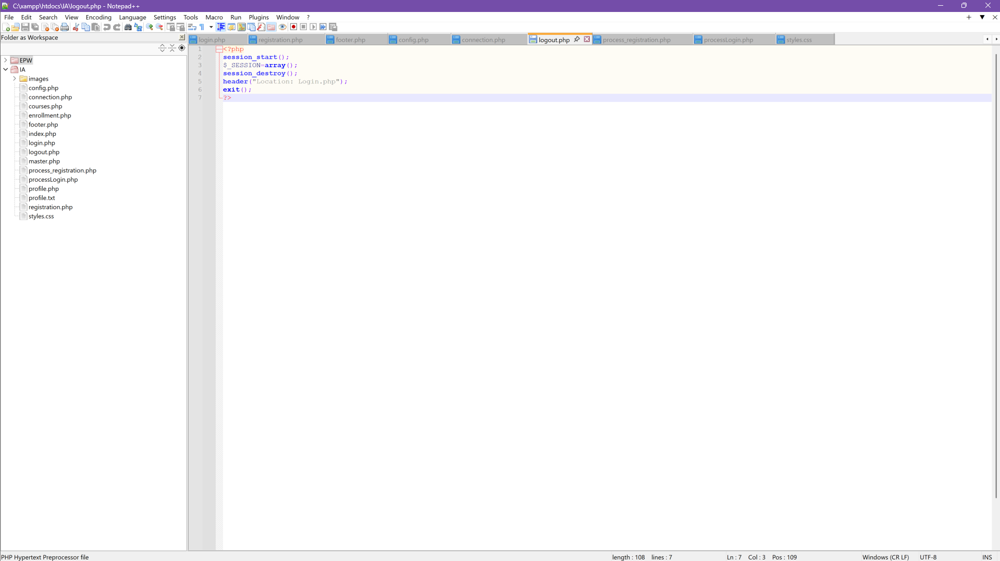 C:\xampp\htdocs\IA\logout.php - Notepad++
File Edit Search View Encoding Language Settings Tools Macro Run Plugins Window ?
Folder as Workspace
login.php registration.php footer.php config.php connection.php logout.php process_registration.php processLogin.php styles.css
EPW
IA
images
config.php
connection.php
courses.php
enrollment.php
footer.php
index.php
login.php
logout.php
master.php
process_registration.php
processLogin.php
profile.php
profile.txt
registration.php
styles.css
1 <?php
2 session_start();
3 $_SESSION=array();
4 session_destroy();
5 header("Location: Login.php");
6 exit();
7 ?>
PHP Hypertext Preprocessor file length : 108 lines : 7 Ln : 7 Col : 3 Pos : 109 Windows (CR LF) UTF-8 INS